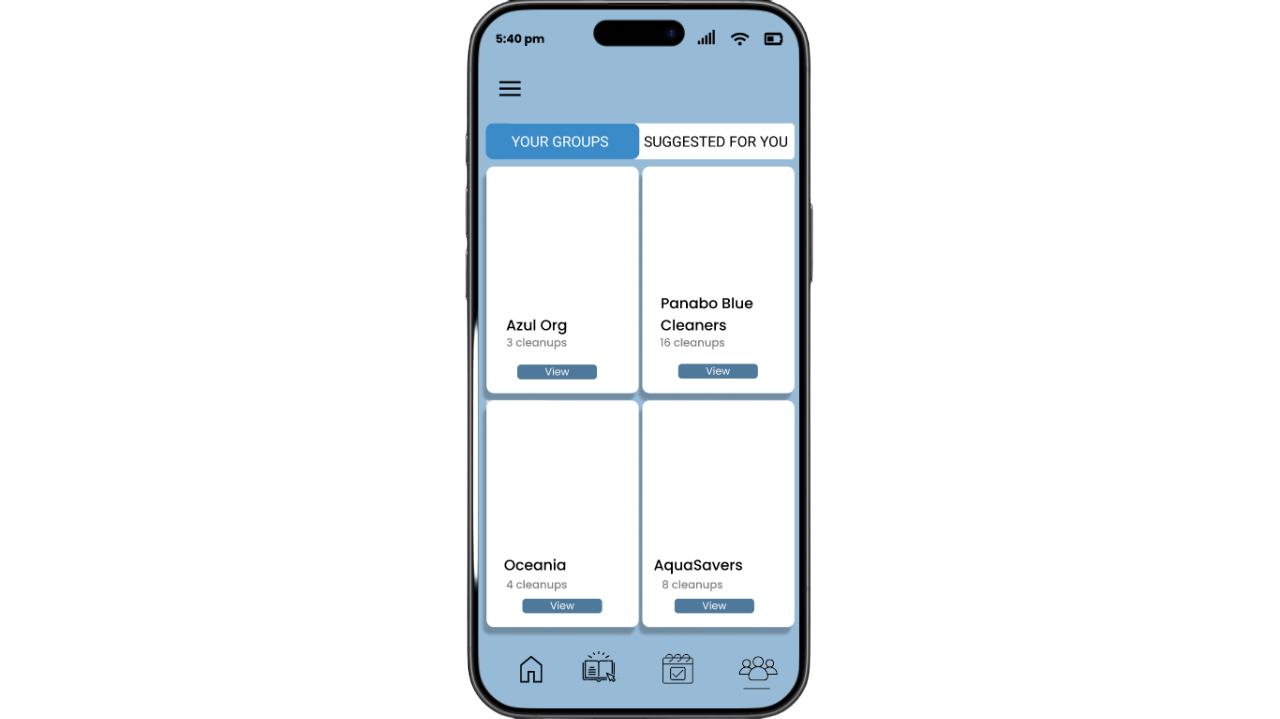 5:40 pm
YOUR GROUPS
SUGGESTED FOR YOU
Azul Org
3 cleanups
View
Panabo Blue
Cleaners
16 cleanups
View
Oceania
4 cleanups
View
AquaSavers
8 cleanups
View